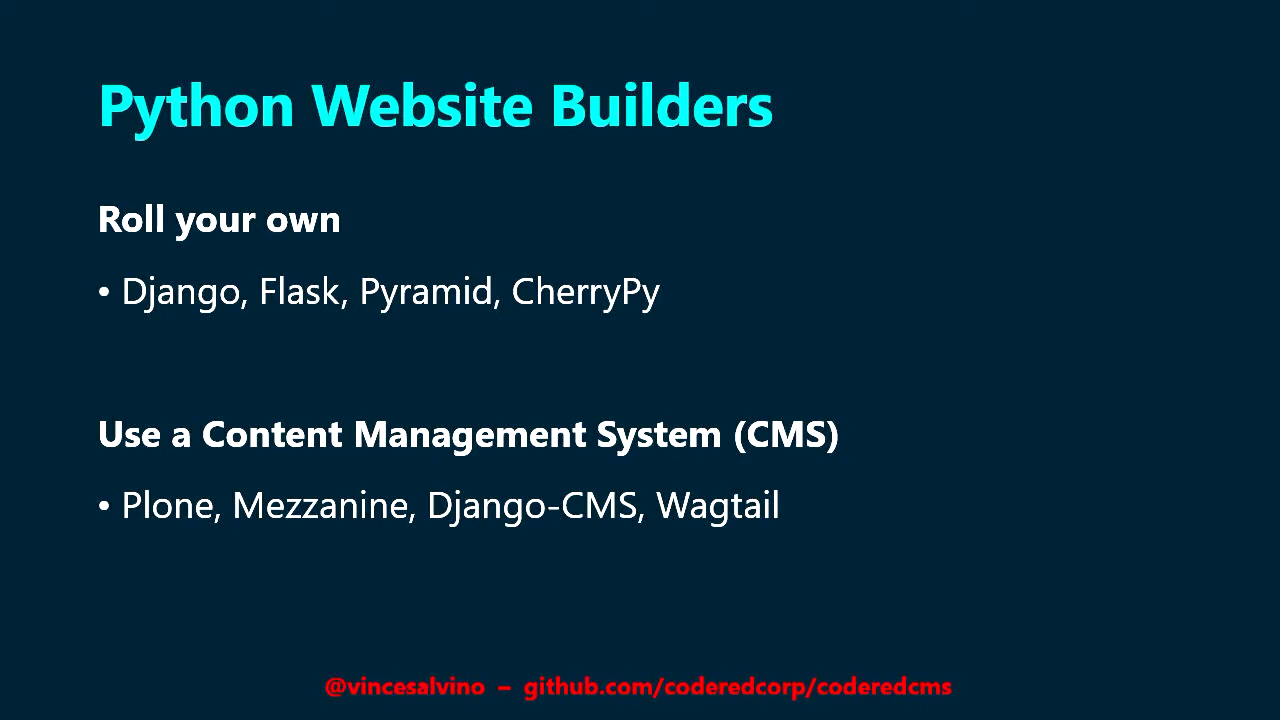 Python Website Builders
Roll your own
• Django, Flask, Pyramid, CherryPy
Use a Content Management System (CMS)
• Plone, Mezzanine, Django-CMS, Wagtail
@vincesalvino – github.com/coderedcorp/coderedcms